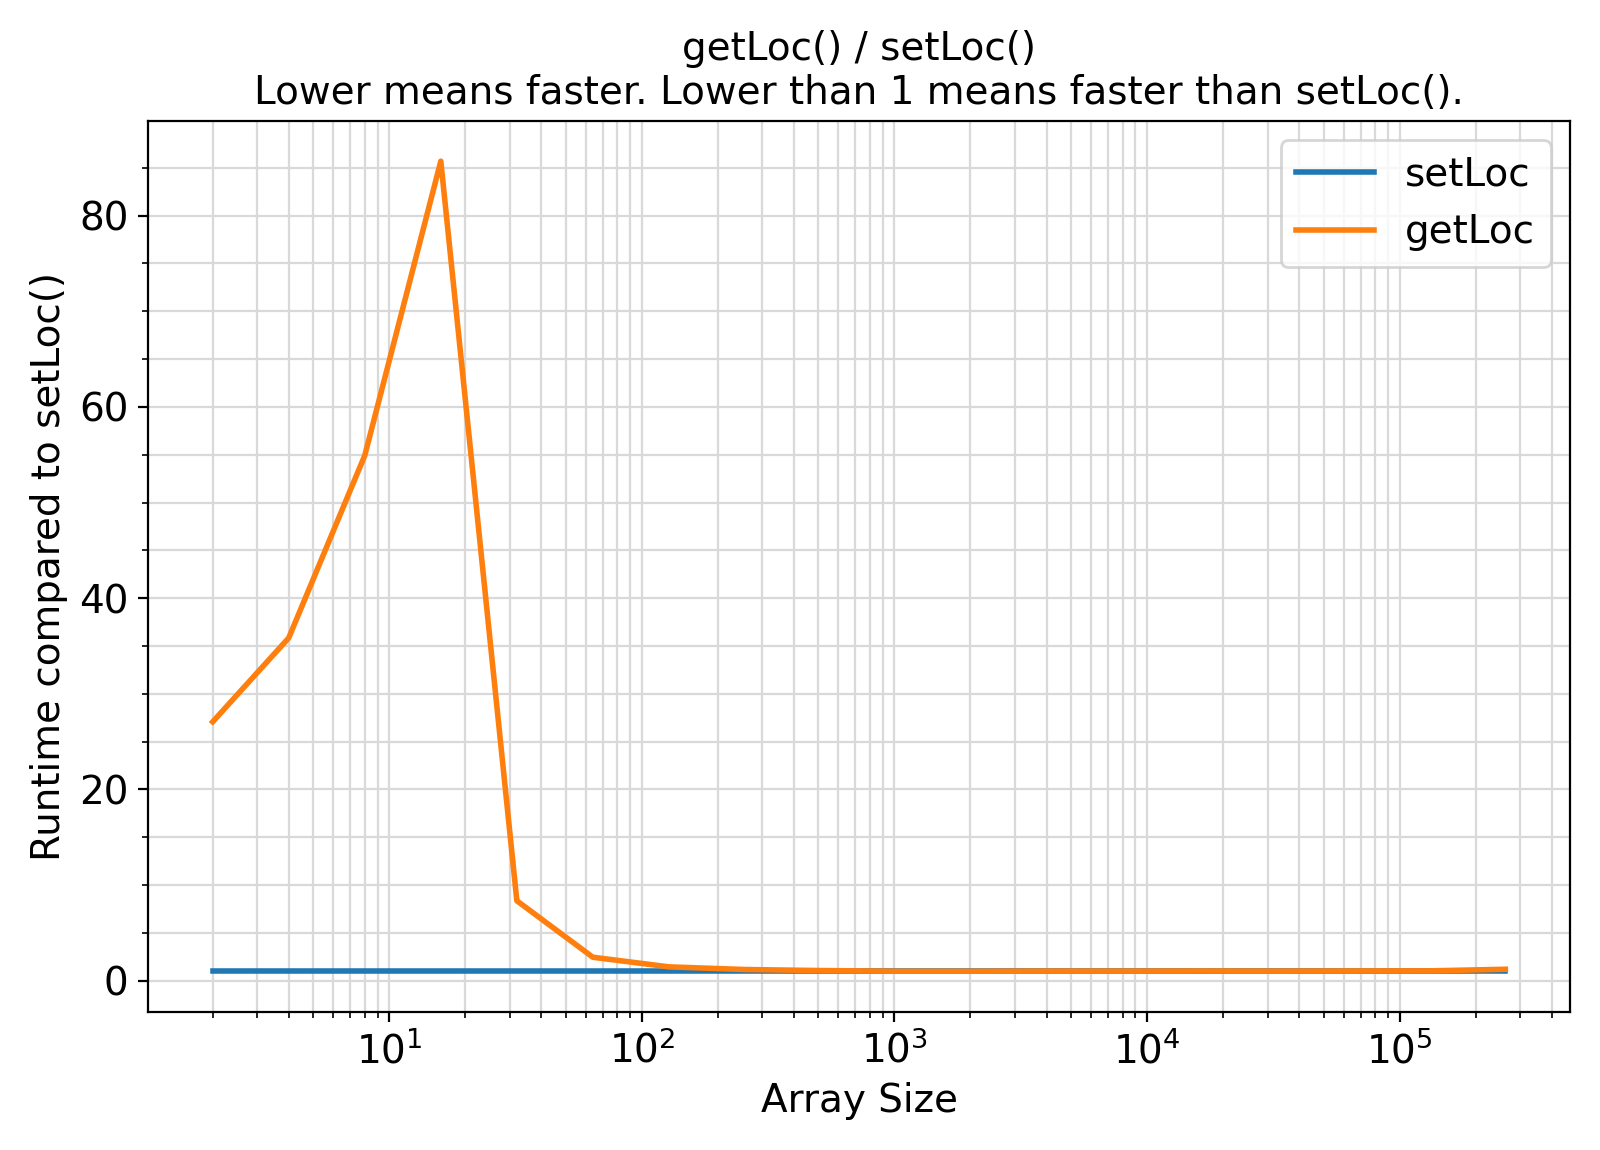 getLoc() / setLoc()
Lower means faster. Lower than 1 means faster than setLoc().
setLoc
getLoc
Runtime compared to setLoc()
80
60
40
20
0
10¹ 10² 10³ 10⁴ 10⁵
Array Size